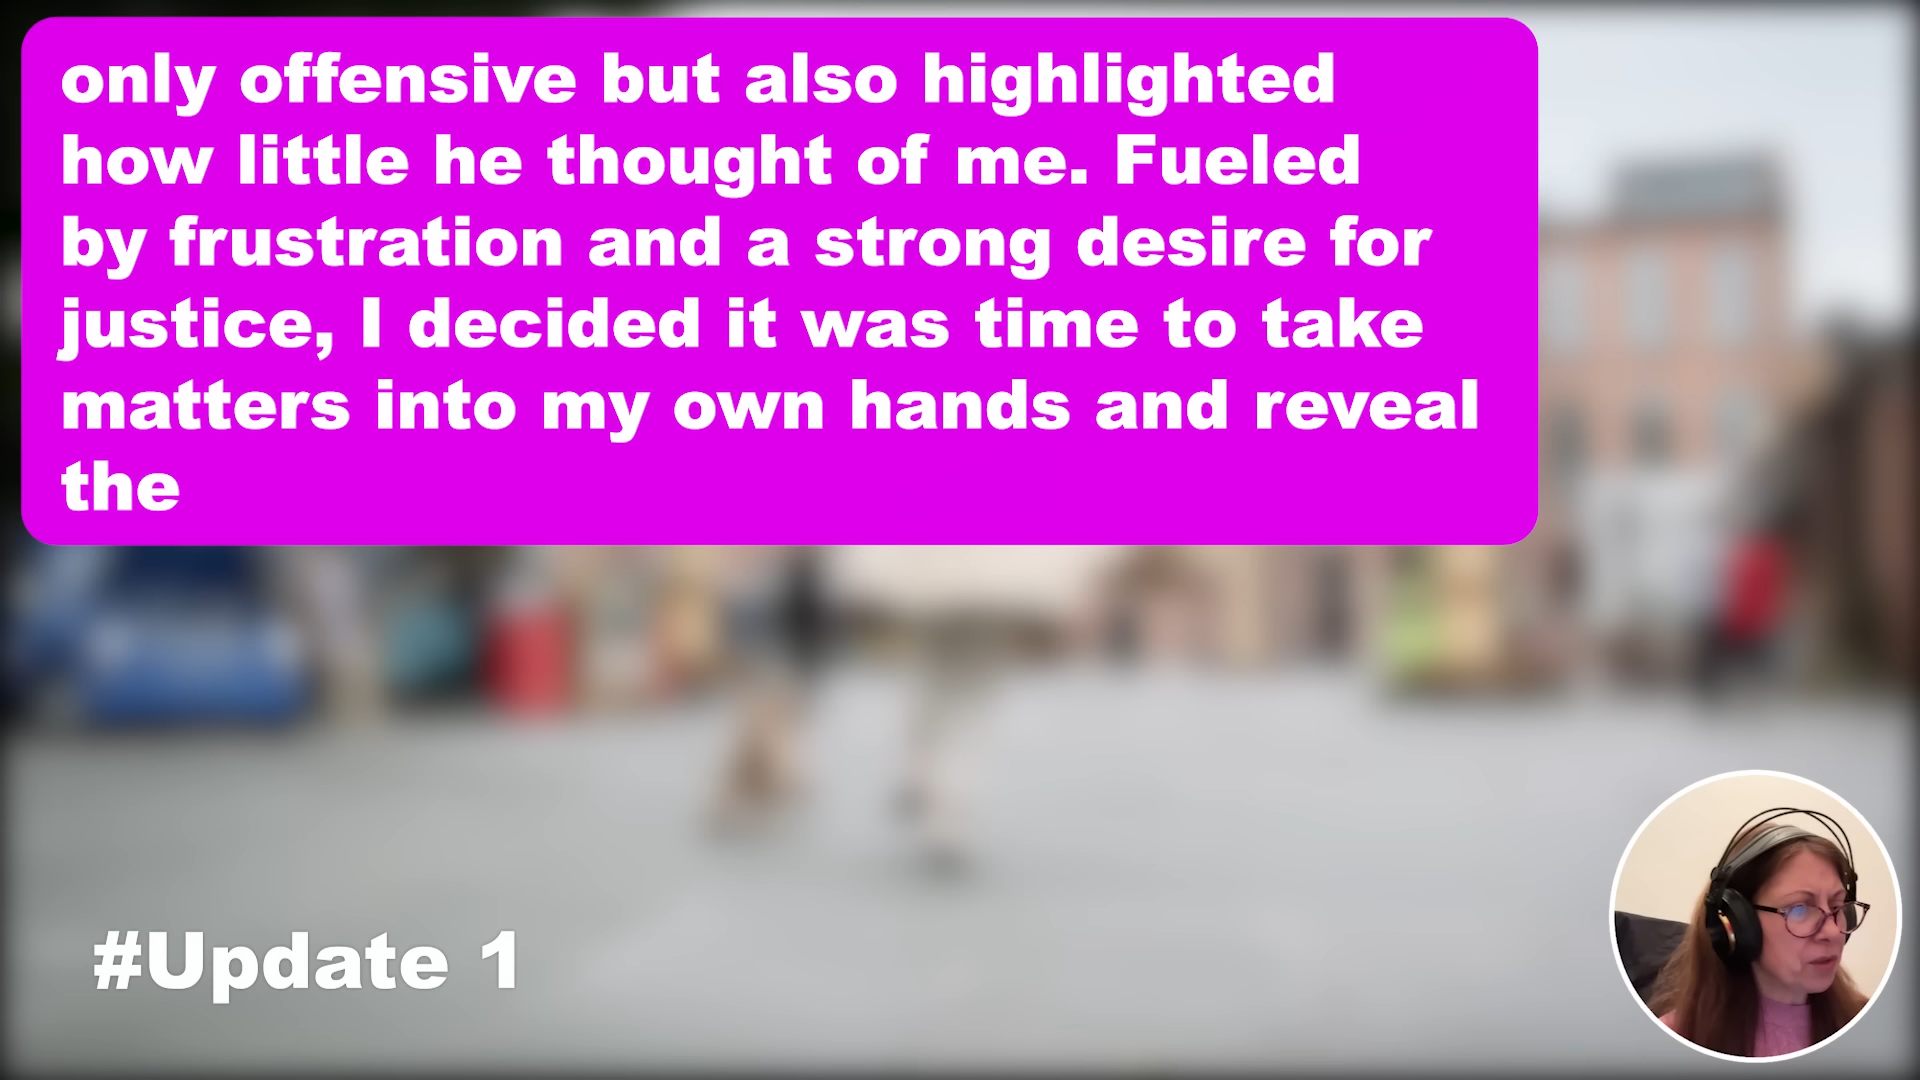 only offensive but also highlighted
how little he thought of me. Fueled
by frustration and a strong desire for
justice, I decided it was time to take
matters into my own hands and reveal
the
#Update 1